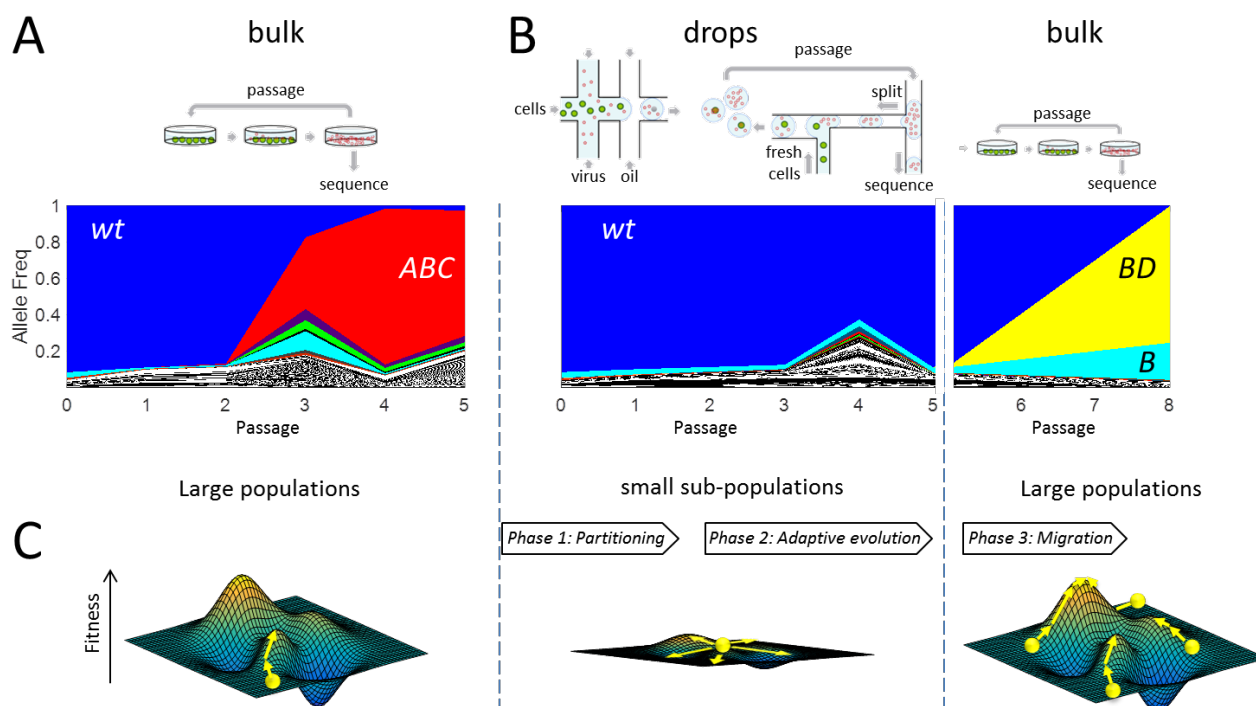 A
bulk
passage
sequence
B
drops
bulk
passage
cells
virus
oil
split
fresh
cells
sequence
passage
sequence
Allele Freq
1
0.8
0.6
0.4
0.2
wt
ABC
0 1 2 3 4 5
Passage
wt
0 1 2 3 4 5
Passage
BD
B
6 7 8
Passage
Large populations
small sub-populations
Large populations
C
Phase 1: Partitioning
Phase 2: Adaptive evolution
Phase 3: Migration
Fitness